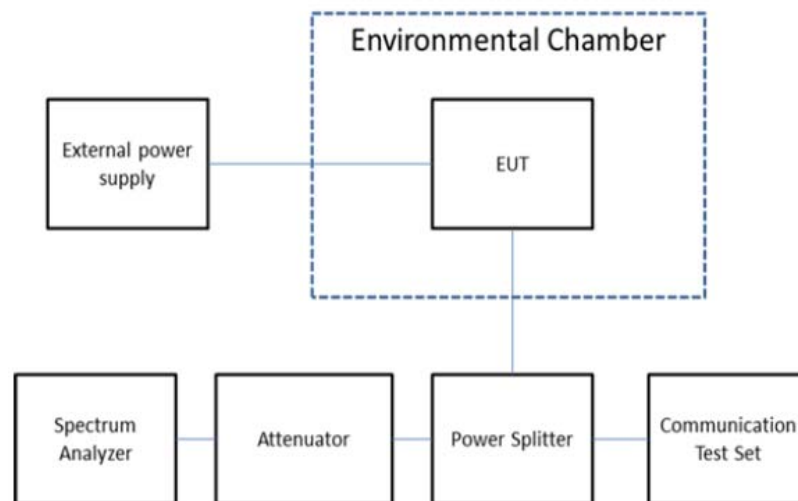 Environmental Chamber
External power
supply
EUT
Spectrum
Analyzer
Attenuator
Power Splitter
Communication
Test Set